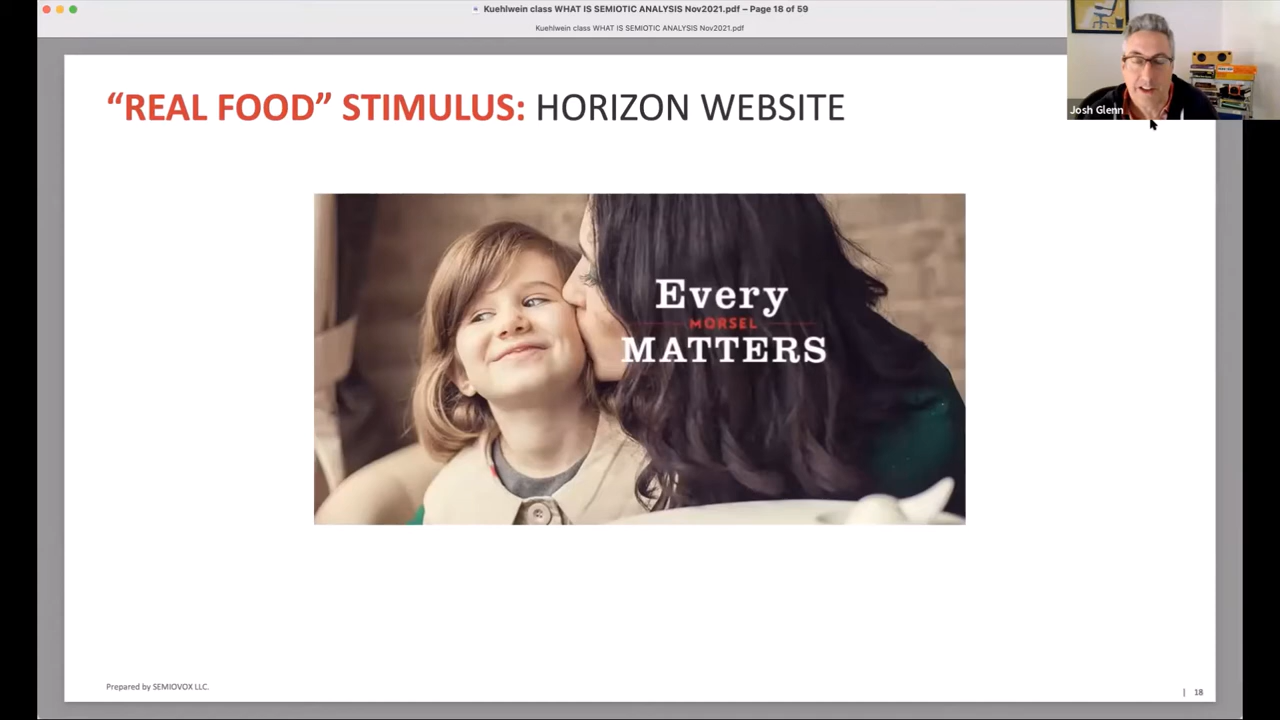 Kuehlwein class WHAT IS SEMIOTIC ANALYSIS Nov2021.pdf – Page 18 of 59
Kuehlwein class WHAT IS SEMIOTIC ANALYSIS Nov2021.pdf
Josh Glenn
“REAL FOOD” STIMULUS: HORIZON WEBSITE
Every
MORSEL
MATTERS
Prepared by SEMIOVOX LLC.
| 18